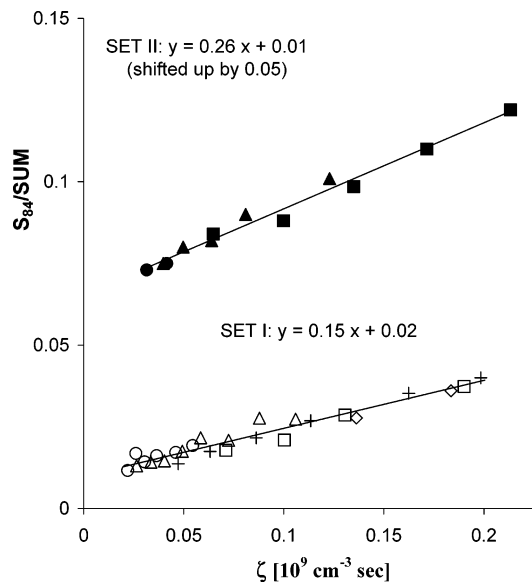 0.15
SET II: y = 0.26 x + 0.01
(shifted up by 0.05)
0.1
S84/SUM
0.05
SET I: y = 0.15 x + 0.02
0
0 0.05 0.1 0.15 0.2
ζ [10⁹ cm⁻³ sec]